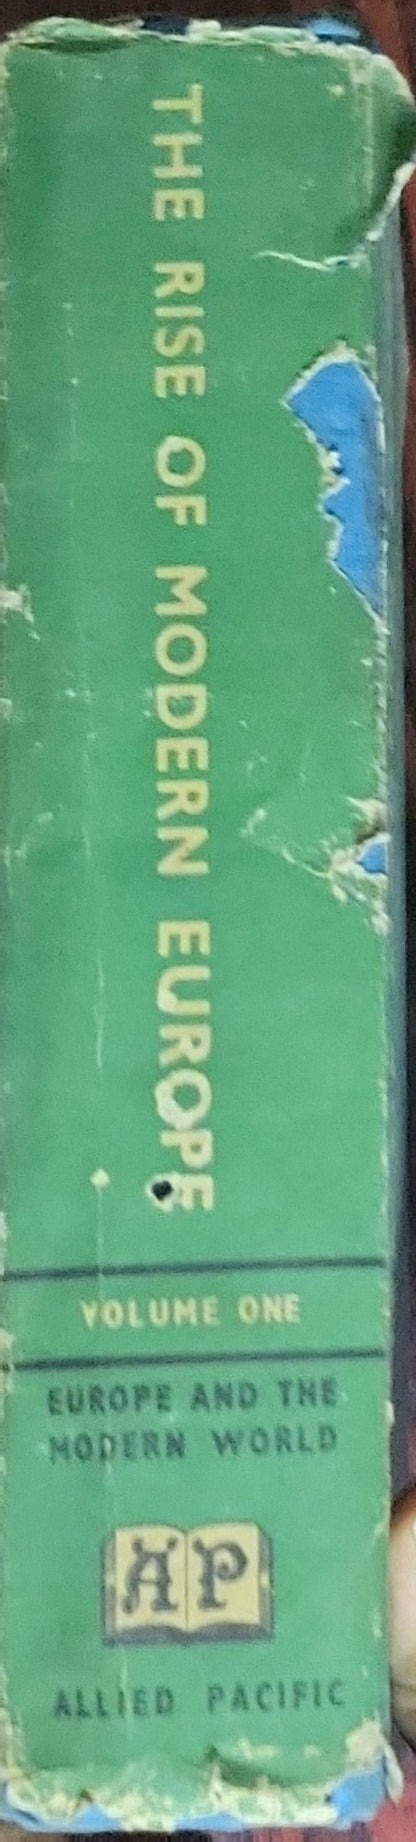 THE RISE OF MODERN EUROPE
VOLUME ONE
EUROPE AND THE
MODERN WORLD
AP
ALLIED PACIFIC